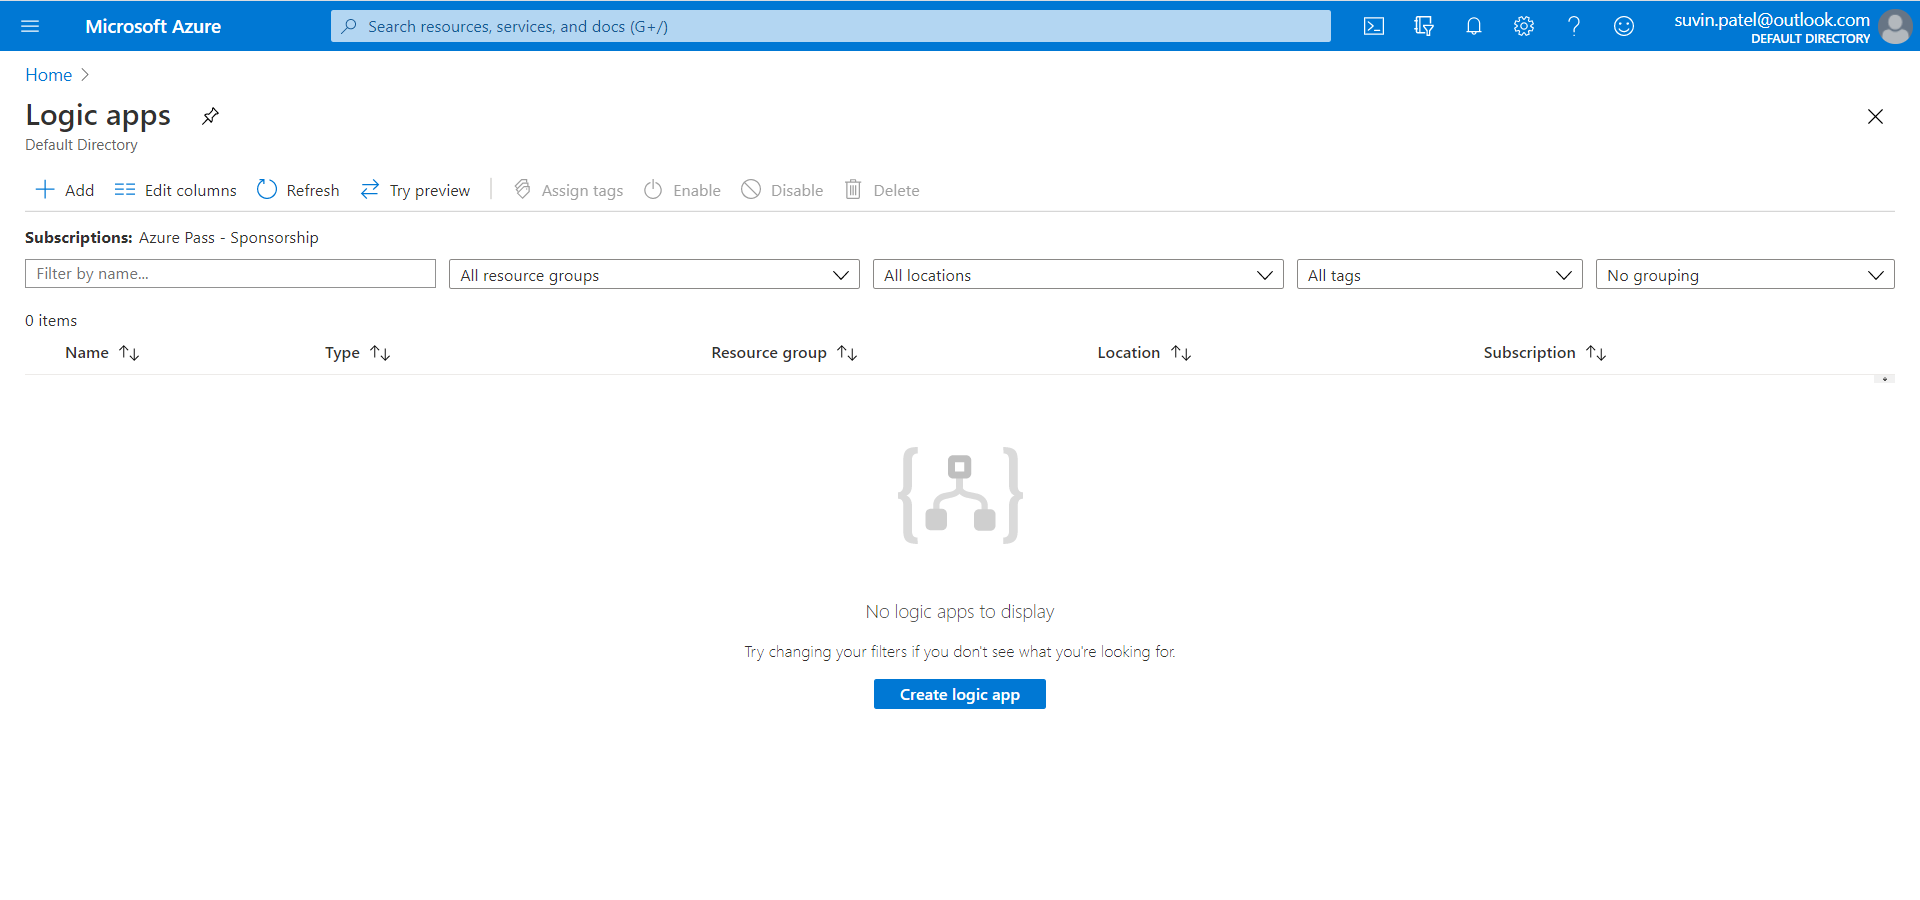 Microsoft Azure
Search resources, services, and docs (G+/)
suvin.patel@outlook.com
DEFAULT DIRECTORY
Home
Logic apps
Default Directory
Add Edit columns Refresh Try preview Assign tags Enable Disable Delete
Subscriptions: Azure Pass - Sponsorship
Filter by name... All resource groups All locations All tags No grouping
0 items
Name Type Resource group Location Subscription
No logic apps to display
Try changing your filters if you don't see what you're looking for.
Create logic app